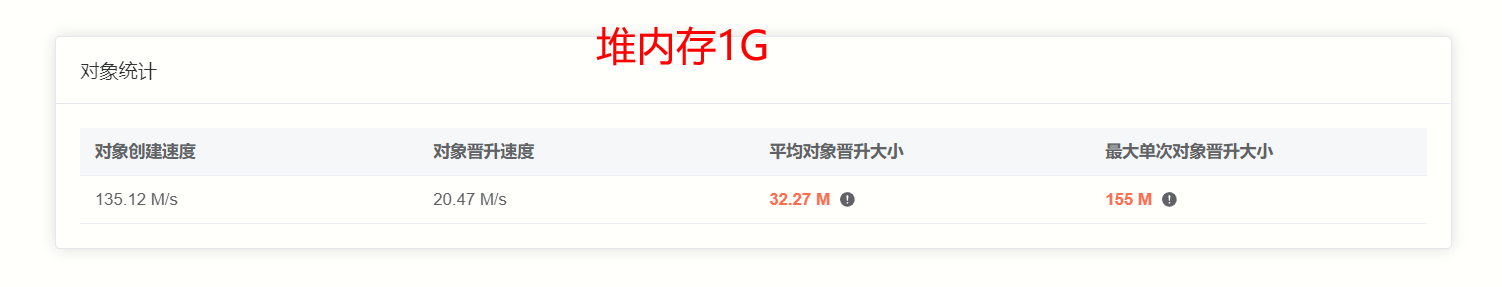 堆内存1G
对象统计
对象创建速度 对象晋升速度 平均对象晋升大小 最大单次对象晋升大小
135.12 M/s 20.47 M/s 32.27 M 155 M